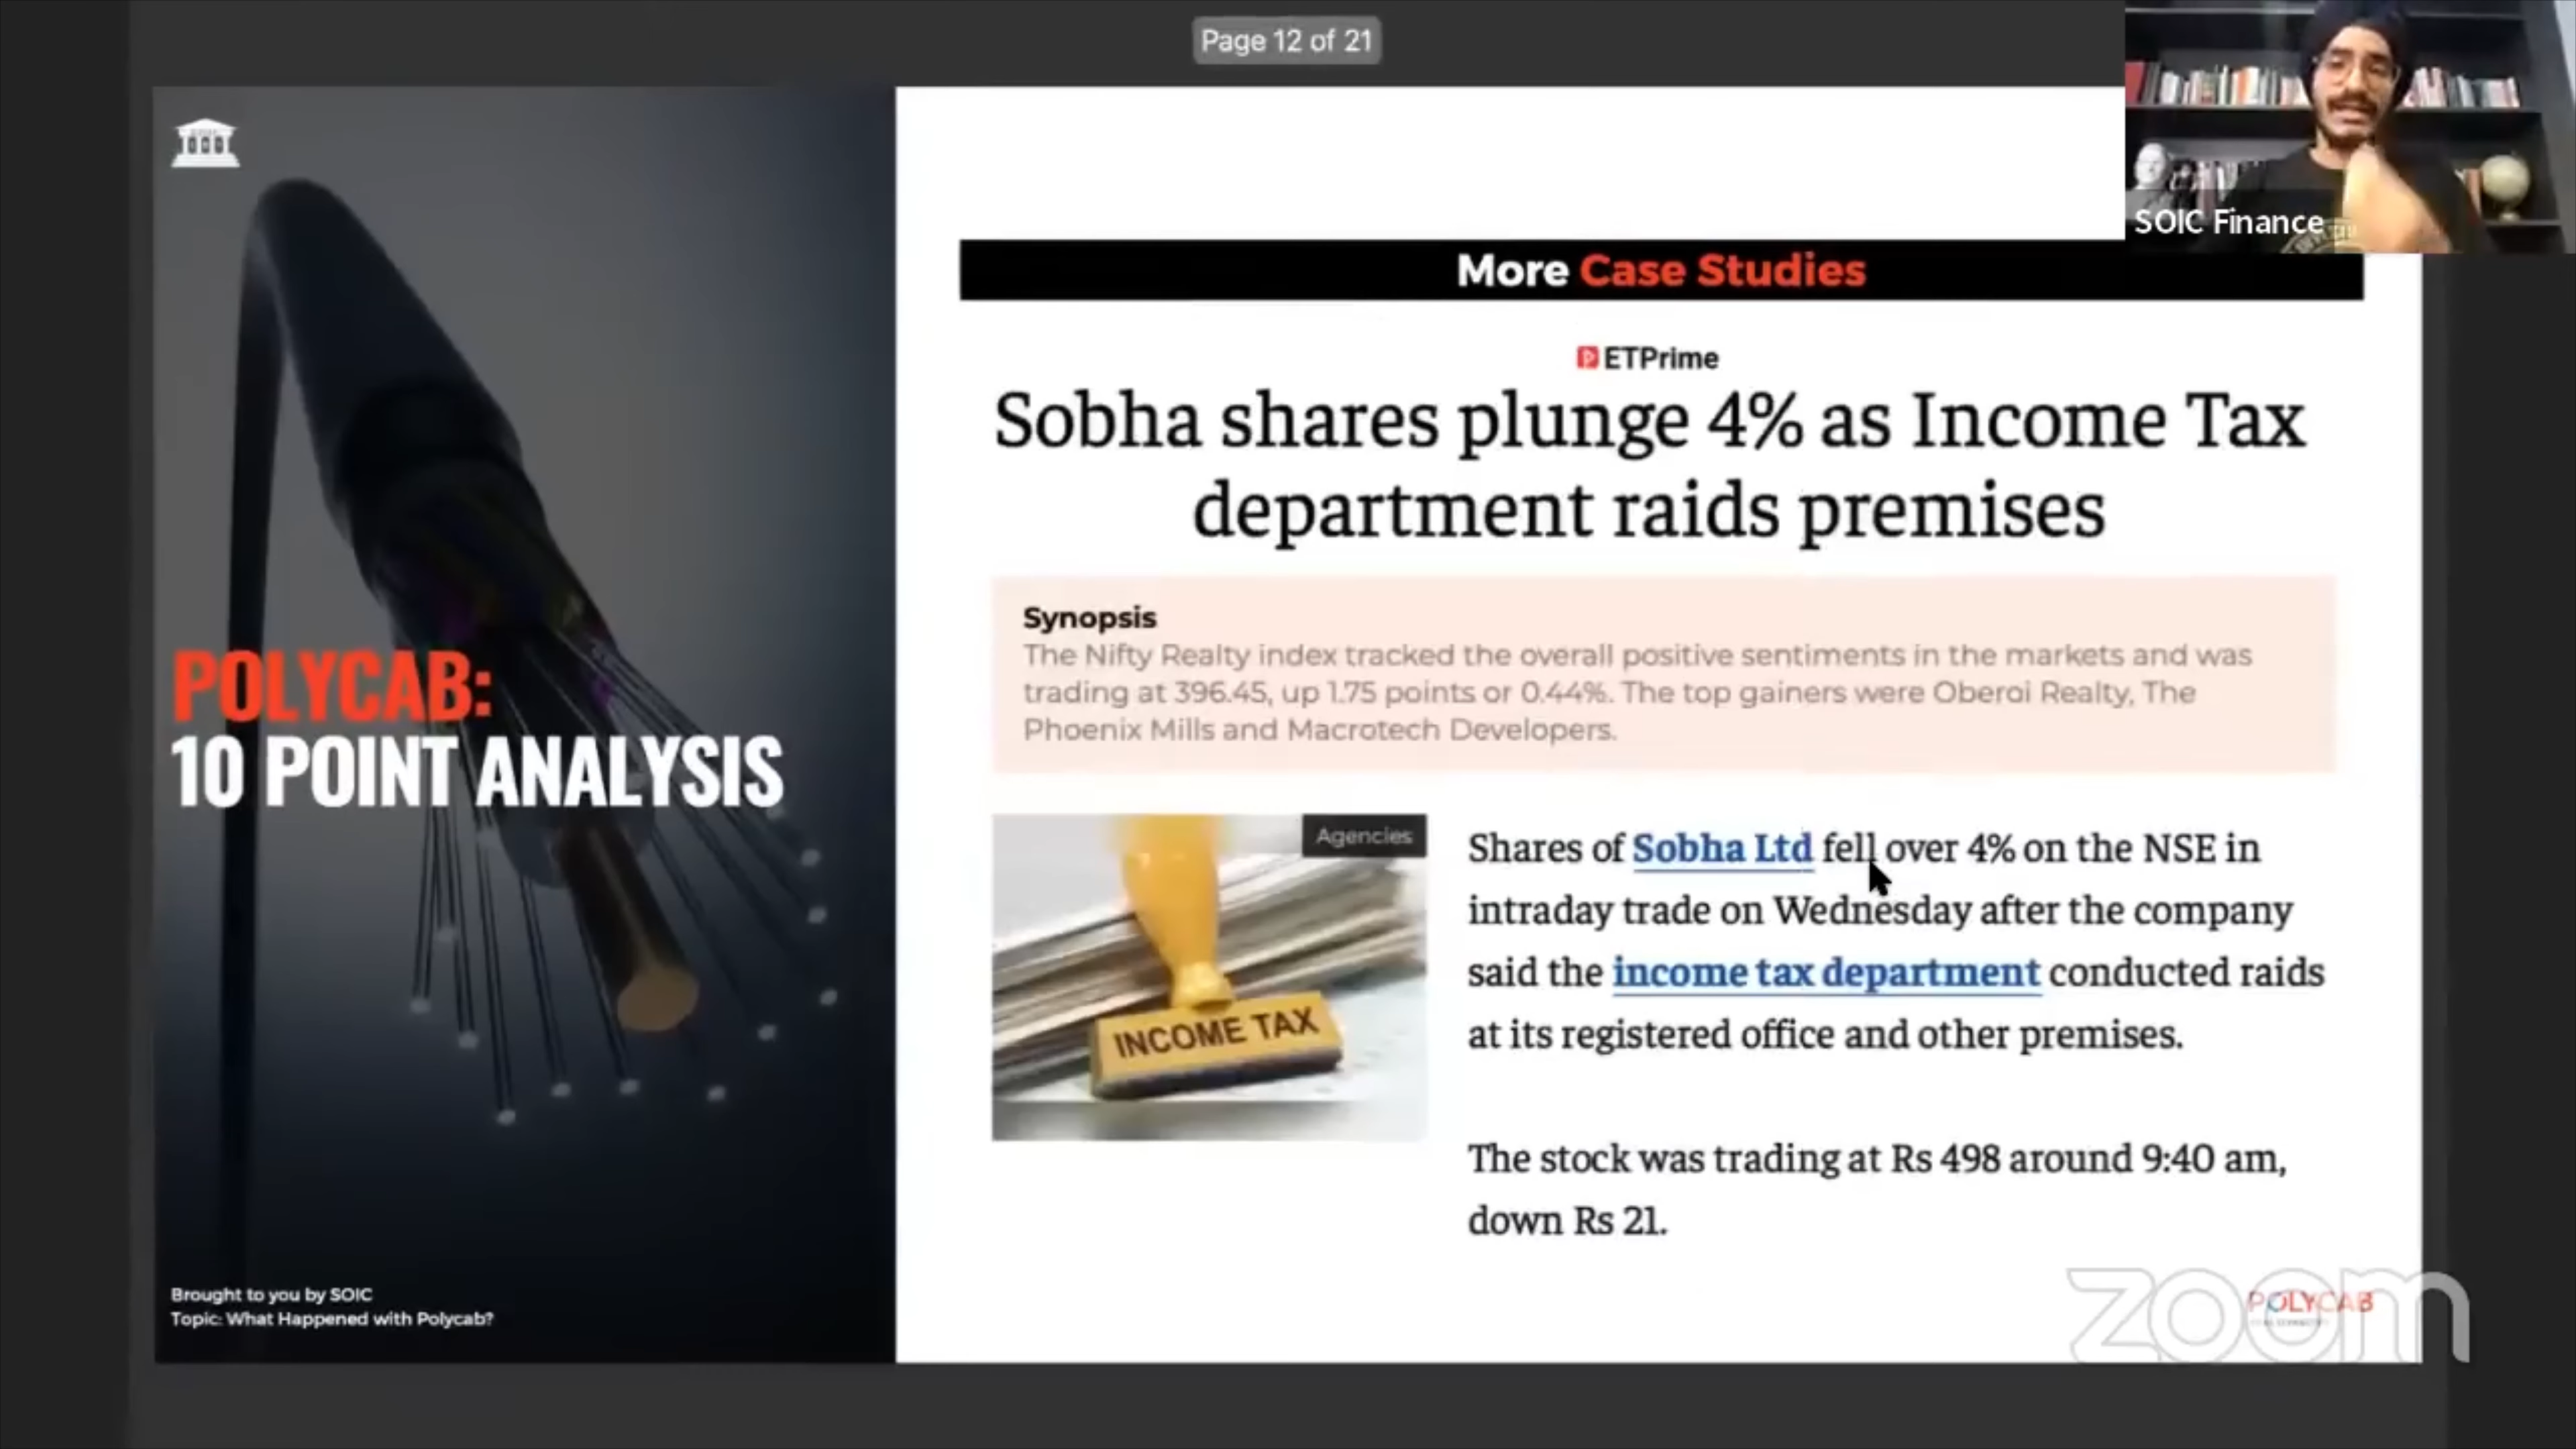 Page 12 of 21
SOIC Finance
More Case Studies
ETPrime
Sobha shares plunge 4% as Income Tax
department raids premises
Synopsis
The Nifty Realty index tracked the overall positive sentiments in the markets and was
trading at 396.45, up 1.75 points or 0.44%. The top gainers were Oberoi Realty, The
Phoenix Mills and Macrotech Developers.
Agencies
INCOME TAX
Shares of Sobha Ltd fell over 4% on the NSE in
intraday trade on Wednesday after the company
said the income tax department conducted raids
at its registered office and other premises.
The stock was trading at Rs 498 around 9:40 am,
down Rs 21.
POLYCAB:
10 POINT ANALYSIS
Brought to you by SOIC
Topic: What Happened with Polycab?
POLYCAB
zoom